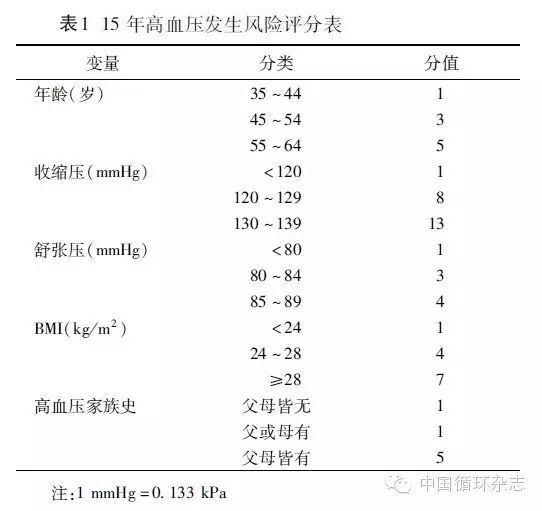 表1 15 年高血压发生风险评分表
变量 分类 分值
年龄(岁) 35～44 1
45～54 3
55～64 5
收缩压(mmHg) <120 1
120～129 8
130～139 13
舒张压(mmHg) <80 1
80～84 3
85～89 4
BMI(kg/m²) <24 1
24～28 4
≥28 7
高血压家族史 父母皆无 1
父或母有 1
父母皆有 5
注:1 mmHg=0. 133 kPa
中国循环杂志